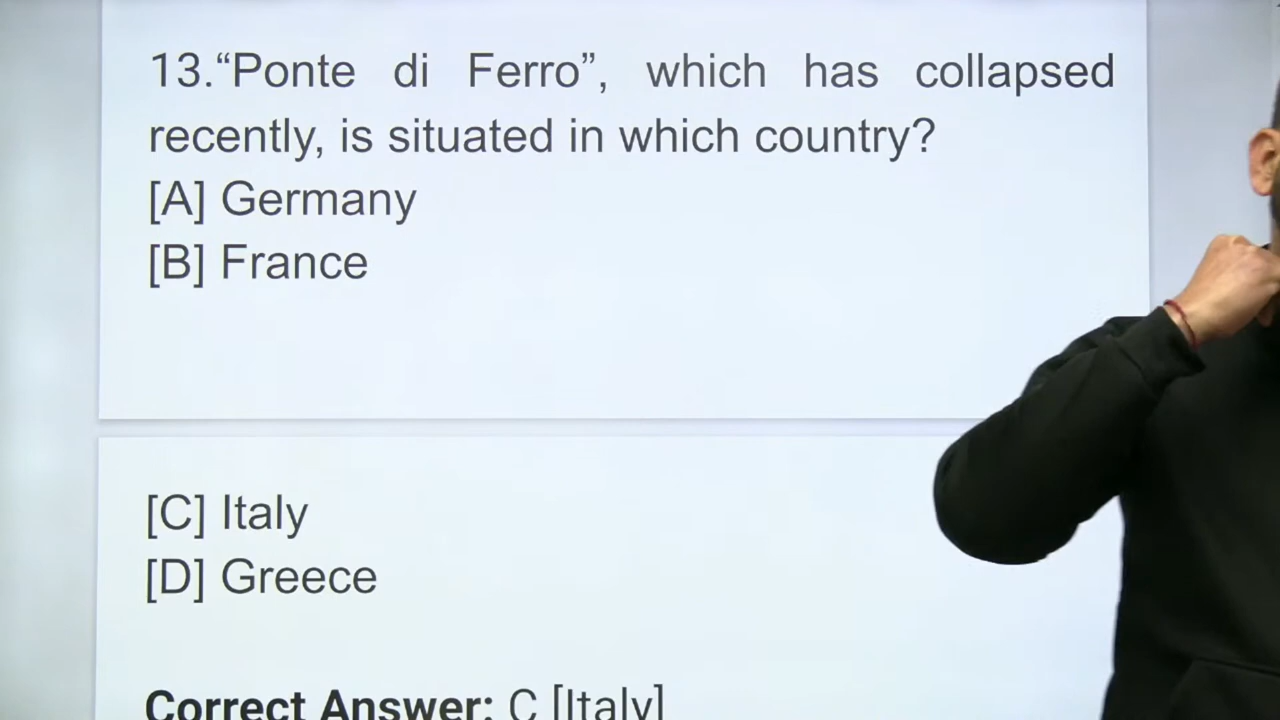 13.“Ponte di Ferro”, which has collapsed
recently, is situated in which country?
[A] Germany
[B] France
[C] Italy
[D] Greece
Correct Answer: C [Italy]